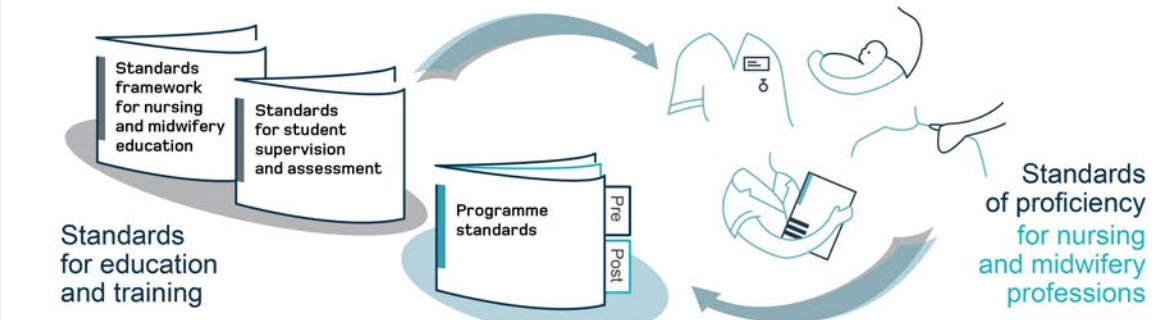 Standards
framework
for nursing
and midwifery
education
Standards
for student
supervision
and assessment
Programme
standards
Pre
Post
Standards
for education
and training
Standards
of proficiency
for nursing
and midwifery
professions